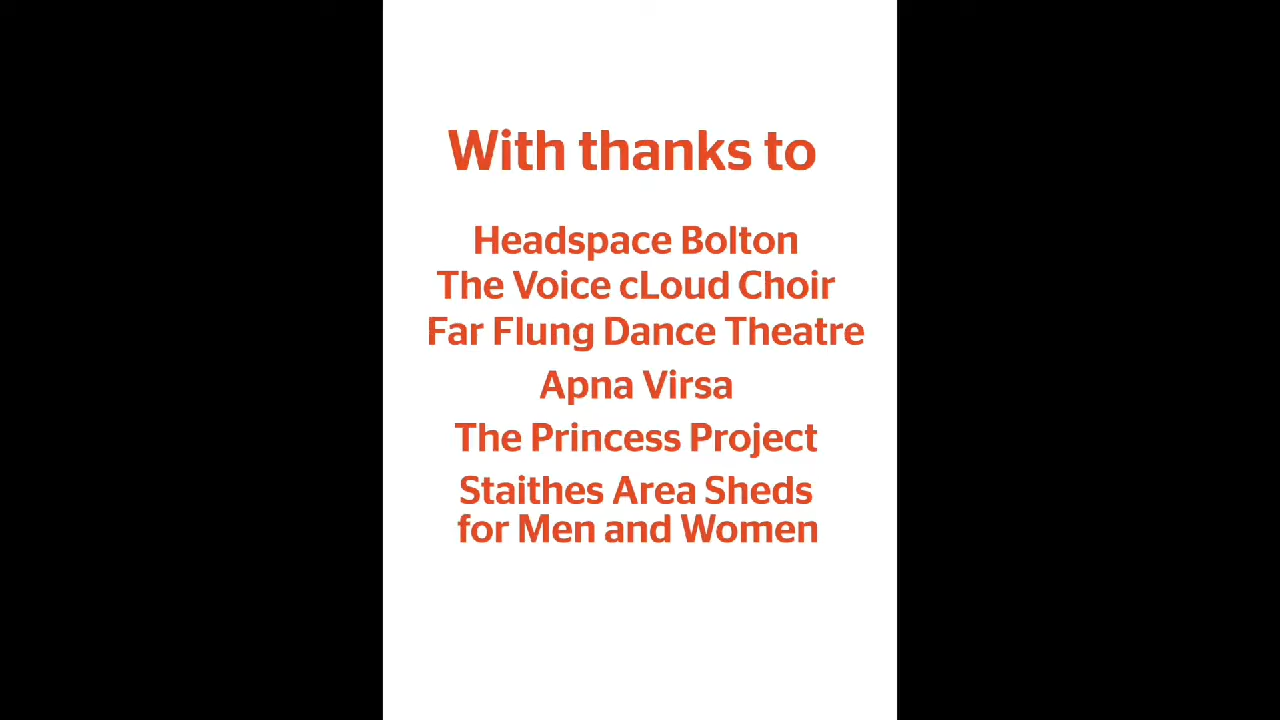 With thanks to
Headspace Bolton
The Voice cLoud Choir
Far Flung Dance Theatre
Apna Virsa
The Princess Project
Staithes Area Sheds
for Men and Women